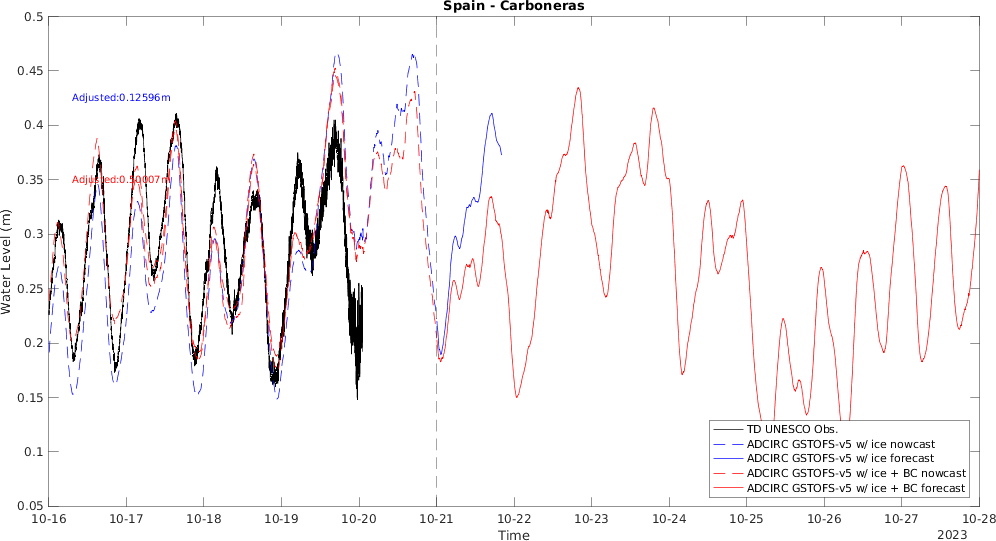 Spain - Carboneras
0.5
0.45
0.4
0.35
0.3
0.25
0.2
0.15
0.1
0.05
Water Level (m)
Adjusted:0.12596m
10-16
10-17
10-18
10-19
10-20
10-21
10-22
10-23
10-24
10-25
10-26
10-27
10-28
Time
2023
TD UNESCO Obs.
ADCIRC GSTOFS-v5 w/ ice nowcast
ADCIRC GSTOFS-v5 w/ ice forecast
ADCIRC GSTOFS-v5 w/ ice + BC nowcast
ADCIRC GSTOFS-v5 w/ ice + BC forecast